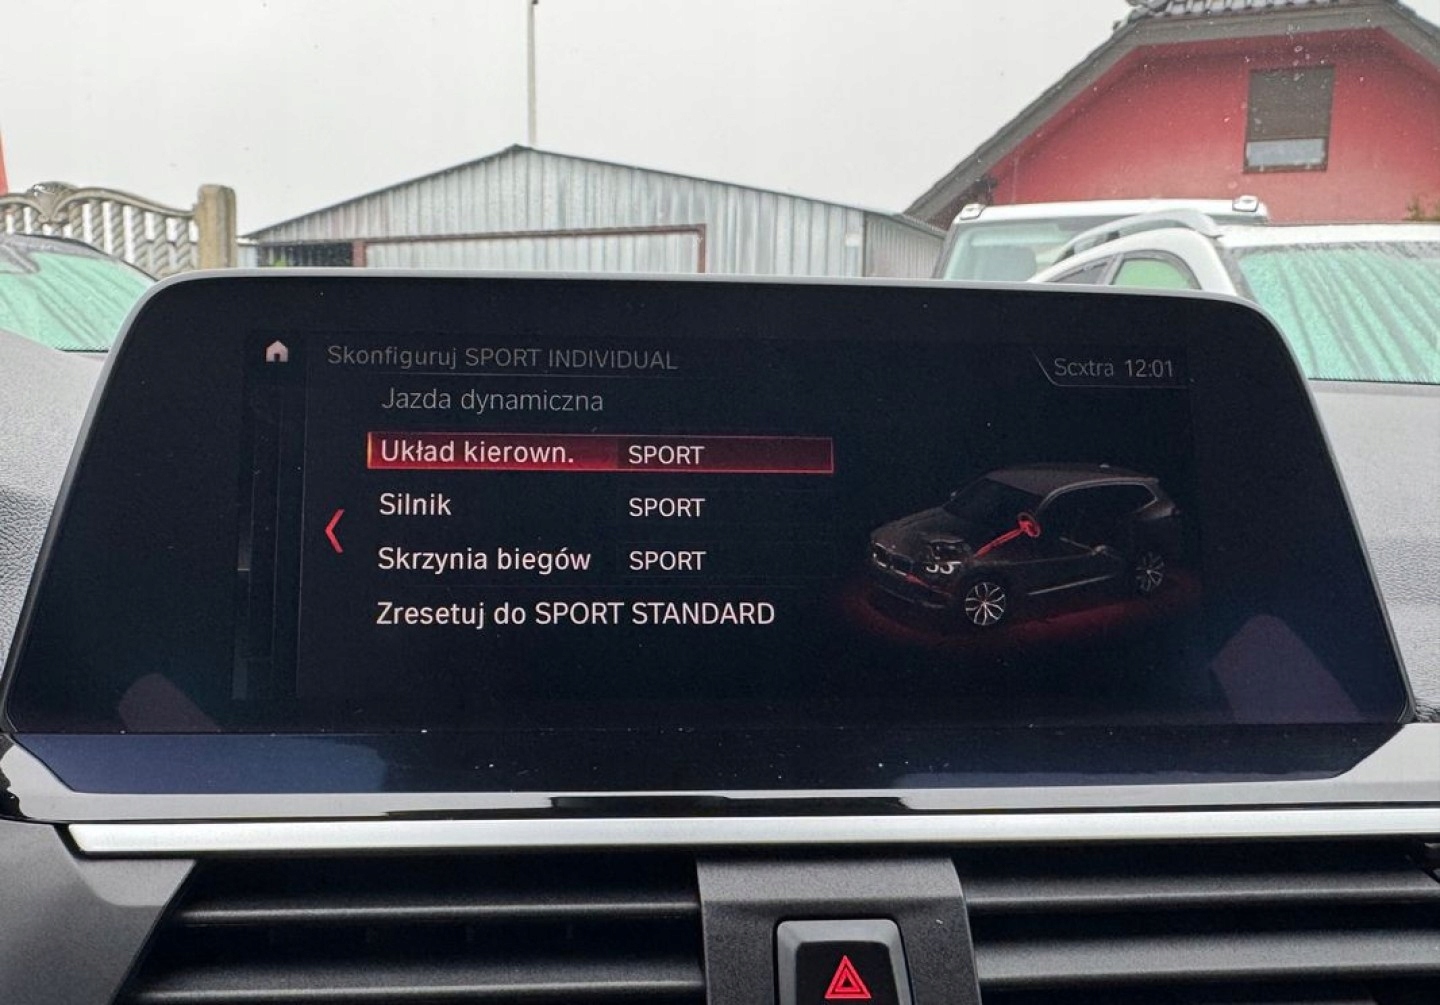 Skonfiguruj SPORT INDIVIDUAL
Scxtra 12:01
Jazda dynamiczna
Układ kierown. SPORT
Silnik SPORT
Skrzynia biegów SPORT
Zresetuj do SPORT STANDARD